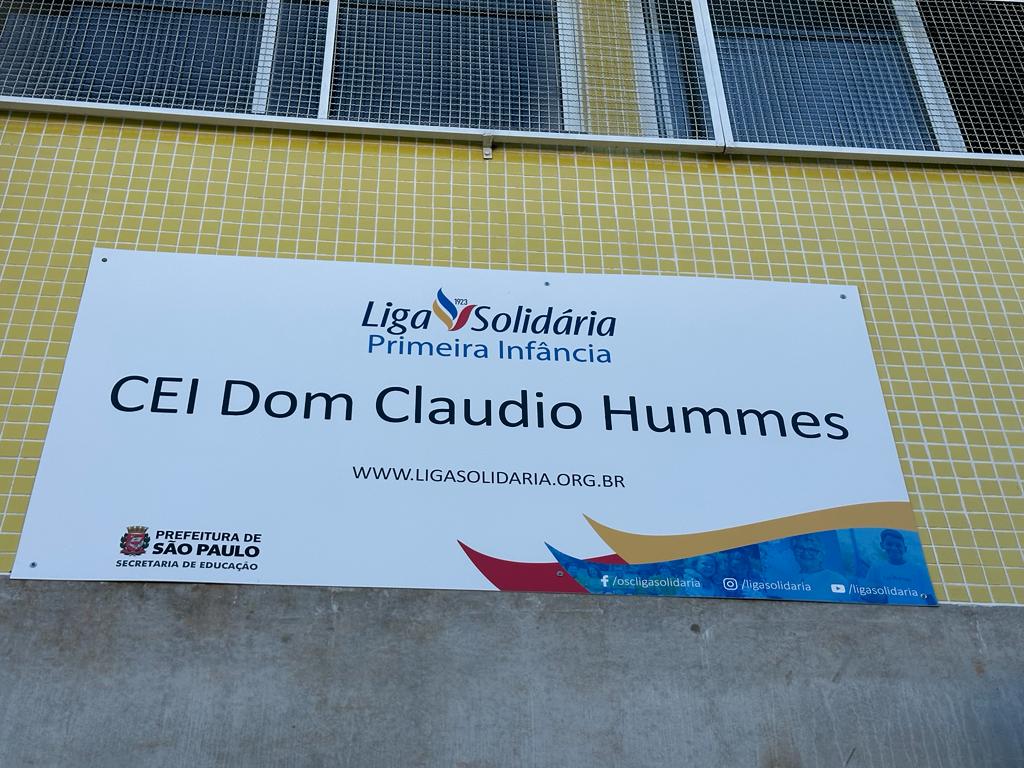 1923
Liga Solidária
Primeira Infância
CEI Dom Claudio Hummes
WWW.LIGASOLIDARIA.ORG.BR
PREFEITURA DE
SÃO PAULO
SECRETARIA DE EDUCAÇÃO
/oscligasolidaria /ligasolidaria /ligasolidaria